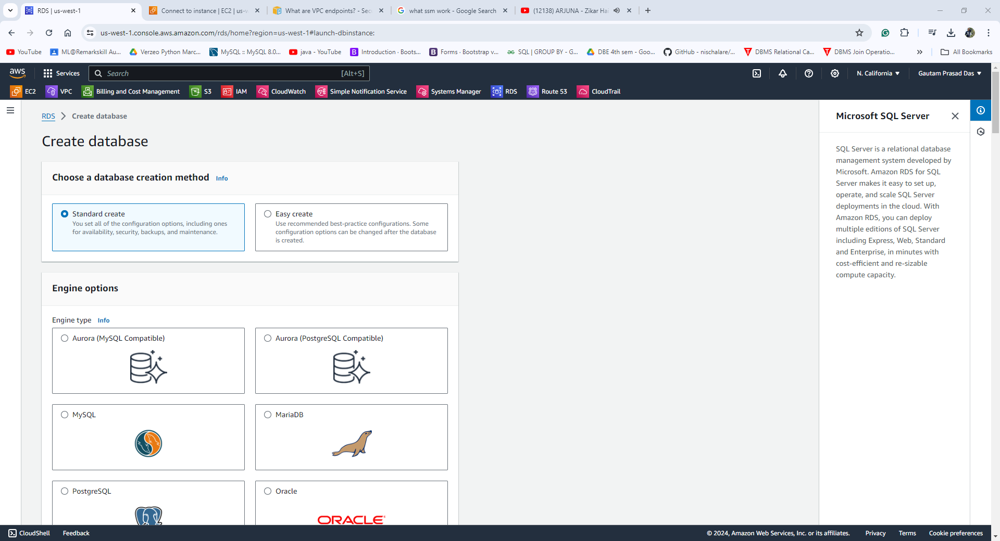 RDS | us-west-1
Connect to instance | EC2 | us-w
What are VPC endpoints? - Sec
what ssm work - Google Search
(12138) ARJUNA - Zikar Hai
us-west-1.console.aws.amazon.com/rds/home?region=us-west-1#launch-dbinstance:
YouTube
ML@Remarkskill Au...
Verzeo Python Marc...
MySQL :: MySQL 8.0...
java - YouTube
Introduction · Boots...
Forms · Bootstrap v...
SQL | GROUP BY - G...
DBE 4th sem - Goo...
GitHub - nischalare/...
DBMS Relational Ca...
DBMS Join Operatio...
All Bookmarks
aws
Services
Search
[Alt+S]
N. California
Gautam Prasad Das
EC2
VPC
Billing and Cost Management
S3
IAM
CloudWatch
Simple Notification Service
Systems Manager
RDS
Route 53
CloudTrail
RDS
Create database
Create database
Choose a database creation method Info
Standard create
You set all of the configuration options, including ones
for availability, security, backups, and maintenance.
Easy create
Use recommended best-practice configurations. Some
configuration options can be changed after the database
is created.
Engine options
Engine type Info
Aurora (MySQL Compatible)
Aurora (PostgreSQL Compatible)
MySQL
MariaDB
PostgreSQL
Oracle
ORACLE
Microsoft SQL Server
SQL Server is a relational database
management system developed by
Microsoft. Amazon RDS for SQL
Server makes it easy to set up,
operate, and scale SQL Server
deployments in the cloud. With
Amazon RDS, you can deploy
multiple editions of SQL Server
including Express, Web, Standard
and Enterprise, in minutes with
cost-efficient and re-sizable
compute capacity.
CloudShell
Feedback
© 2024, Amazon Web Services, Inc. or its affiliates.
Privacy
Terms
Cookie preferences